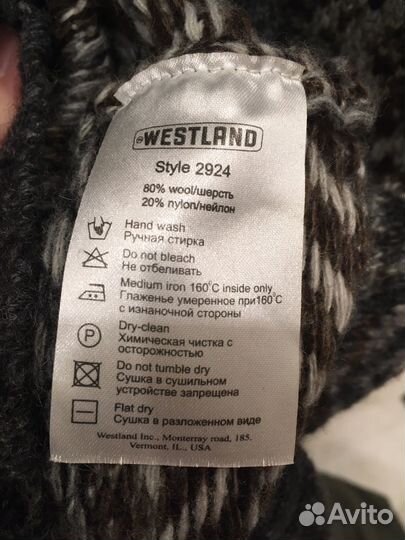 WESTLAND
Style 2924
80% wool/шерсть
20% nylon/нейлон
Hand wash
Ручная стирка
Do not bleach
Не отбеливать
Medium iron 160°C inside only
Глаженье умеренное при160°C
с изнаночной стороны
P
Dry-clean
Химическая чистка с
осторожностью
Do not tumble dry
Сушка в сушильном
устройстве запрещена
Flat dry
Сушка в разложенном виде
Westland Inc., Monterray road, 185.
Vermont, IL., USA
Avito